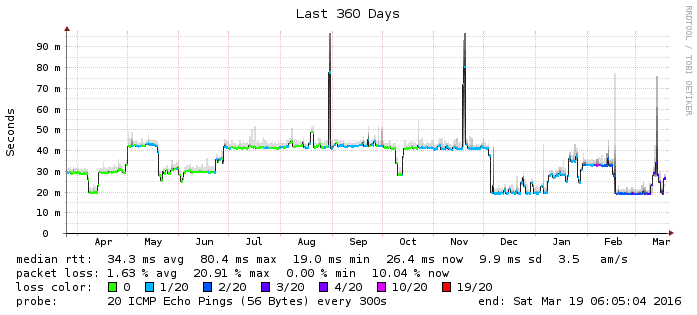 Last 360 Days
RRDTOOL / TOBI OETIKER
Seconds
90 m
80 m
70 m
60 m
50 m
40 m
30 m
20 m
10 m
0
Apr May Jun Jul Aug Sep Oct Nov Dec Jan Feb Mar
median rtt: 34.3 ms avg 80.4 ms max 19.0 ms min 26.4 ms now 9.9 ms sd 3.5 am/s
packet loss: 1.63 % avg 20.91 % max 0.00 % min 10.04 % now
loss color: 0 1/20 2/20 3/20 4/20 10/20 19/20
probe: 20 ICMP Echo Pings (56 Bytes) every 300s end: Sat Mar 19 06:05:04 2016